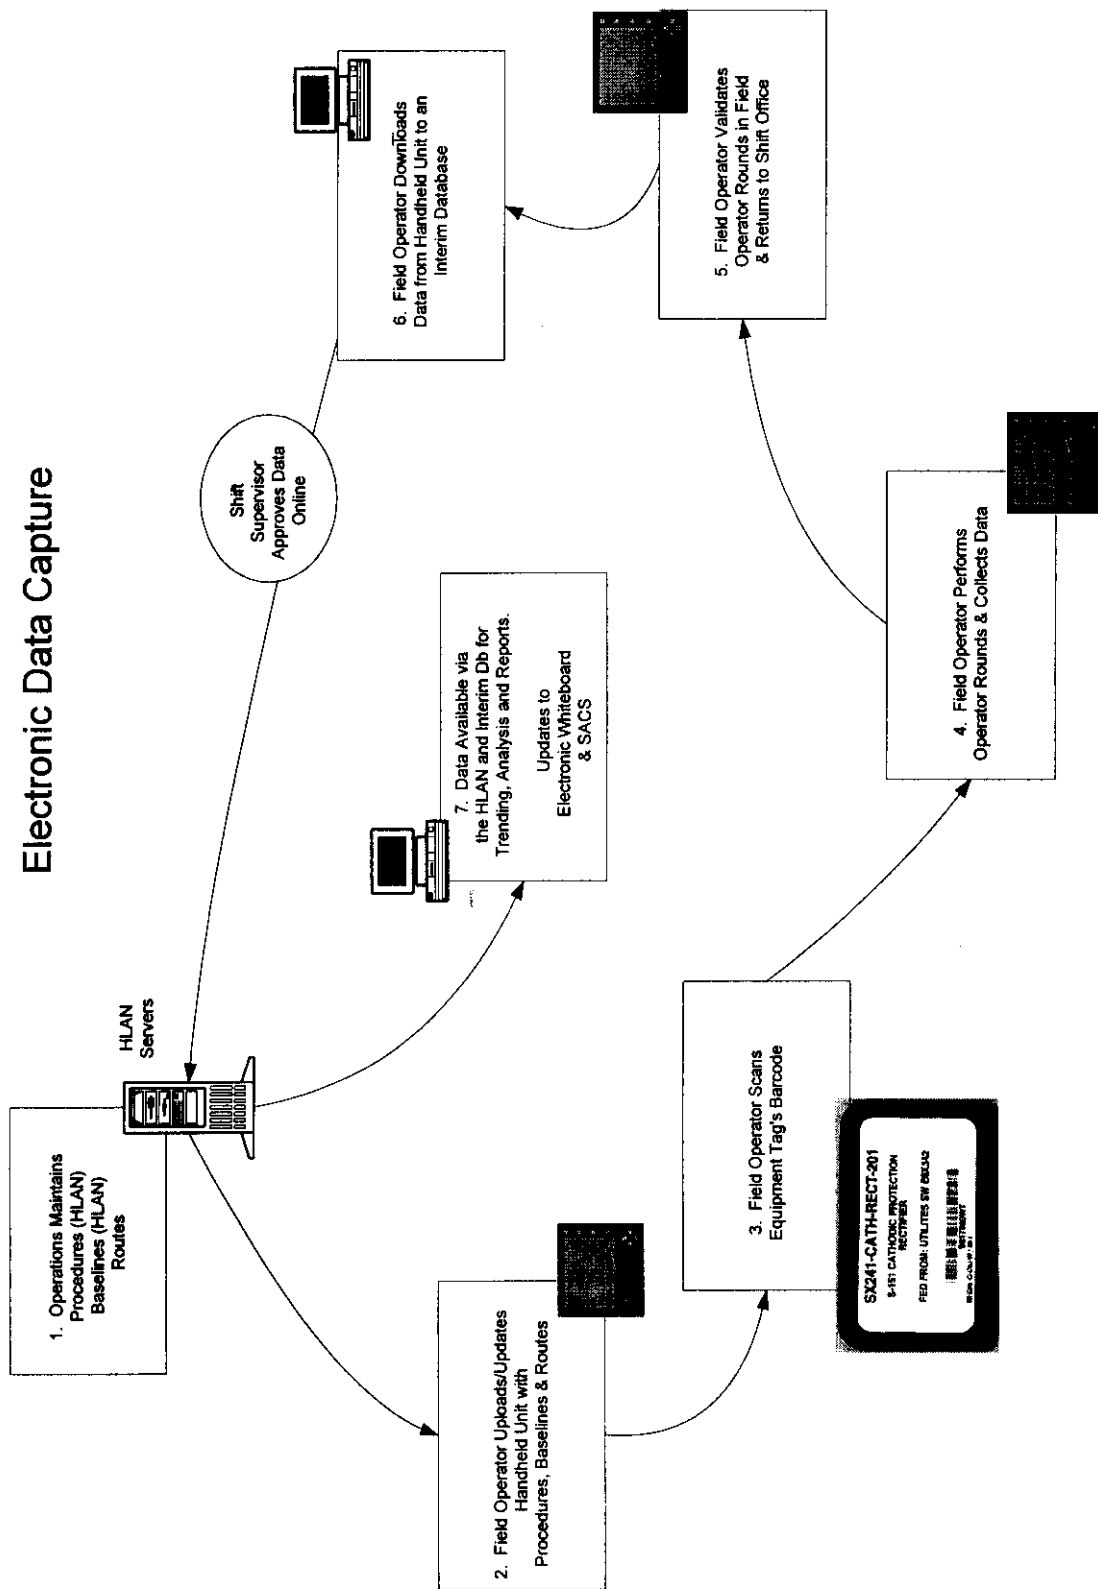 Electronic Data Capture
1. Operations Maintains
Procedures (HLAN)
Baselines (HLAN)
Routes
HLAN
Servers
2. Field Operator Uploads/Updates
Handheld Unit with
Procedures, Baselines & Routes
3. Field Operator Scans
Equipment Tag's Barcode
SX241-CATH-RECT-201
S-151 CATHODIC PROTECTION
RECTIFIER
FED FROM: UTILITES SW
4. Field Operator Performs
Operator Rounds & Collects Data
5. Field Operator Validates
Operator Rounds in Field
& Returns to Shift Office
6. Field Operator Downloads
Data from Handheld Unit to an
Interim Database
Shift
Supervisor
Approves Data
Online
7. Data Available via
the HLAN and Interim Db for
Trending, Analysis and Reports.
Updates to
Electronic Whiteboard
& SACS